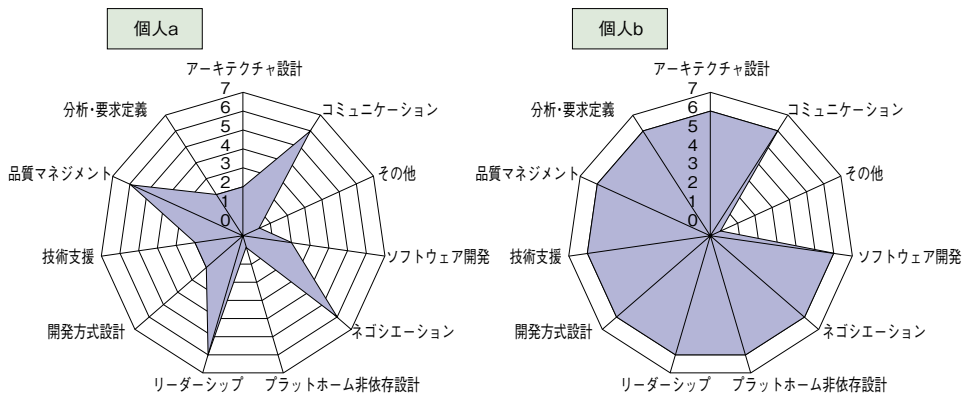 個人a
アーキテクチャ設計
コミュニケーション
その他
ソフトウェア開発
ネゴシエーション
プラットホーム非依存設計
リーダーシップ
開発方式設計
技術支援
品質マネジメント
分析・要求定義
7
6
5
4
3
2
1
0
個人b
アーキテクチャ設計
コミュニケーション
その他
ソフトウェア開発
ネゴシエーション
プラットホーム非依存設計
リーダーシップ
開発方式設計
技術支援
品質マネジメント
分析・要求定義
7
6
5
4
3
2
1
0